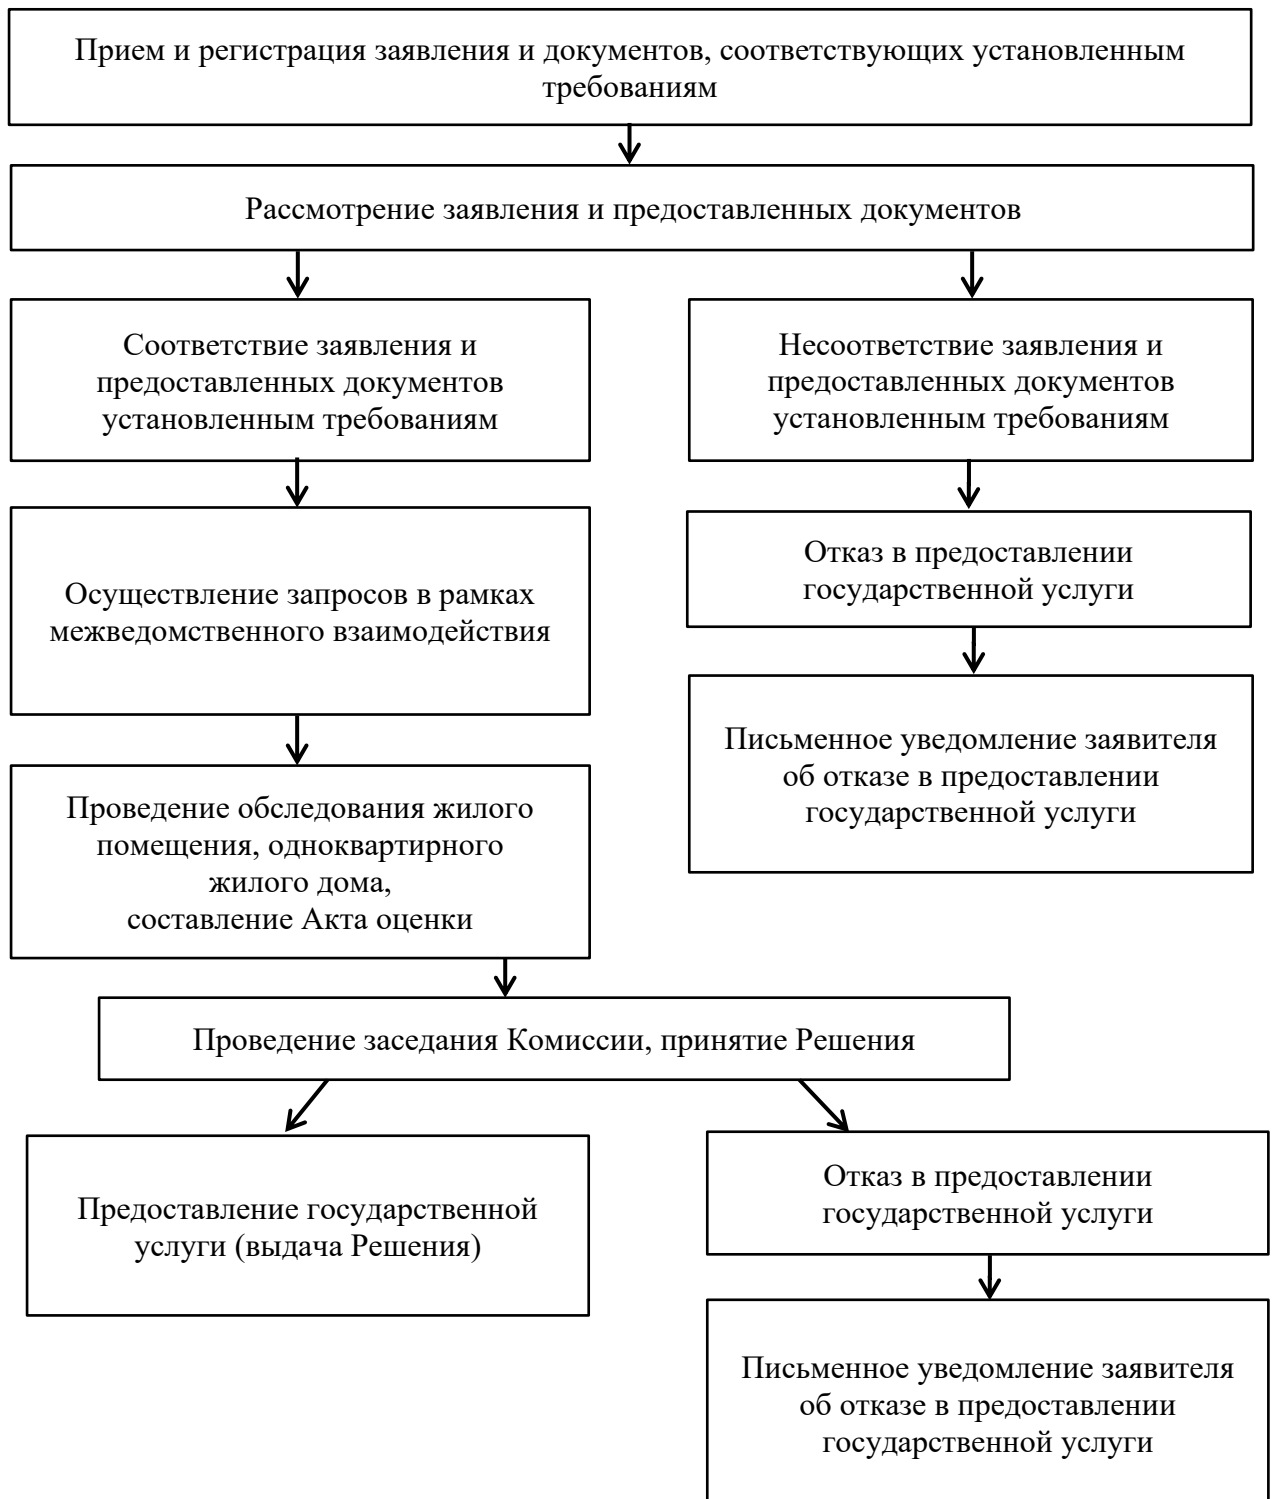 Прием и регистрация заявления и документов, соответствующих установленным
требованиям
Рассмотрение заявления и предоставленных документов
Соответствие заявления и
предоставленных документов
установленным требованиям
Несоответствие заявления и
предоставленных документов
установленным требованиям
Осуществление запросов в рамках
межведомственного взаимодействия
Отказ в предоставлении
государственной услуги
Письменное уведомление заявителя
об отказе в предоставлении
государственной услуги
Проведение обследования жилого
помещения, одноквартирного
жилого дома,
составление Акта оценки
Проведение заседания Комиссии, принятие Решения
Предоставление государственной
услуги (выдача Решения)
Отказ в предоставлении
государственной услуги
Письменное уведомление заявителя
об отказе в предоставлении
государственной услуги